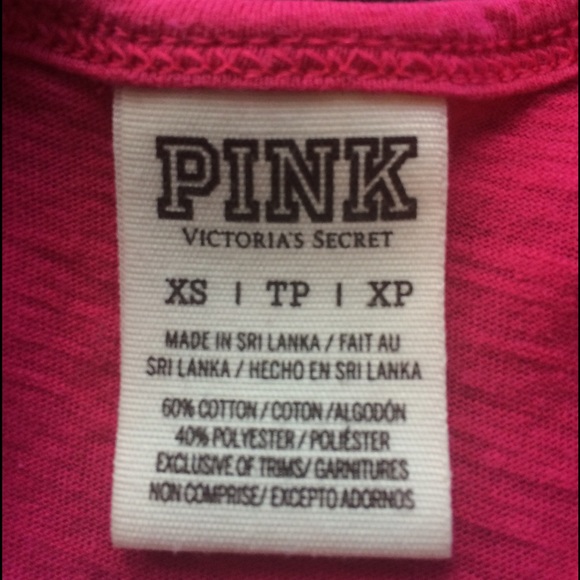 PINK
VICTORIA'S SECRET
XS | TP | XP
MADE IN SRI LANKA / FAIT AU
SRI LANKA / HECHO EN SRI LANKA
60% COTTON / COTON /ALGODÓN
40% POLYESTER / POLIÉSTER
EXCLUSIVE OF TRIMS/ GARNITURES
NON COMPRISE/ EXCEPTO ADORNOS